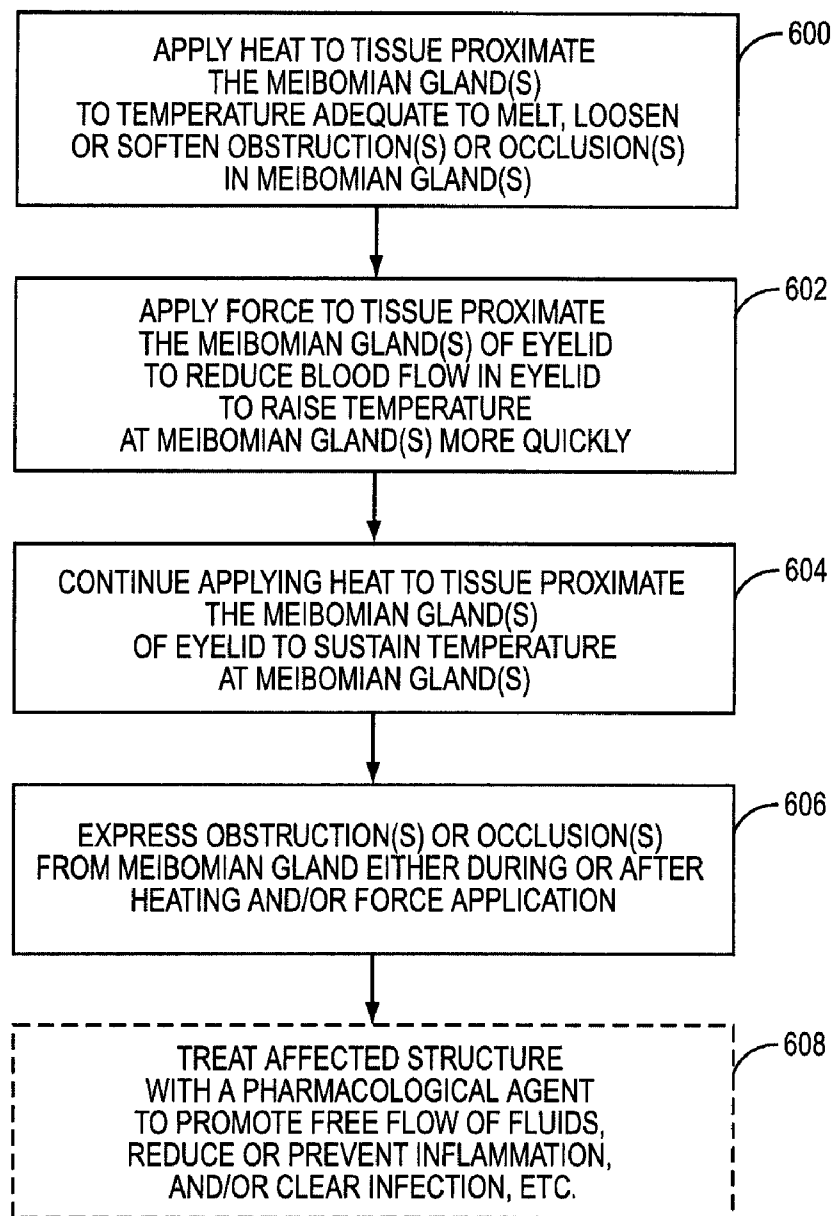 APPLY HEAT TO TISSUE PROXIMATE
THE MEIBOMIAN GLAND(S)
TO TEMPERATURE ADEQUATE TO MELT, LOOSEN
OR SOFTEN OBSTRUCTION(S) OR OCCLUSION(S)
IN MEIBOMIAN GLAND(S)
600
APPLY FORCE TO TISSUE PROXIMATE
THE MEIBOMIAN GLAND(S) OF EYELID
TO REDUCE BLOOD FLOW IN EYELID
TO RAISE TEMPERATURE
AT MEIBOMIAN GLAND(S) MORE QUICKLY
602
CONTINUE APPLYING HEAT TO TISSUE PROXIMATE
THE MEIBOMIAN GLAND(S)
OF EYELID TO SUSTAIN TEMPERATURE
AT MEIBOMIAN GLAND(S)
604
EXPRESS OBSTRUCTION(S) OR OCCLUSION(S)
FROM MEIBOMIAN GLAND EITHER DURING OR AFTER
HEATING AND/OR FORCE APPLICATION
606
TREAT AFFECTED STRUCTURE
WITH A PHARMACOLOGICAL AGENT
TO PROMOTE FREE FLOW OF FLUIDS,
REDUCE OR PREVENT INFLAMMATION,
AND/OR CLEAR INFECTION, ETC.
608